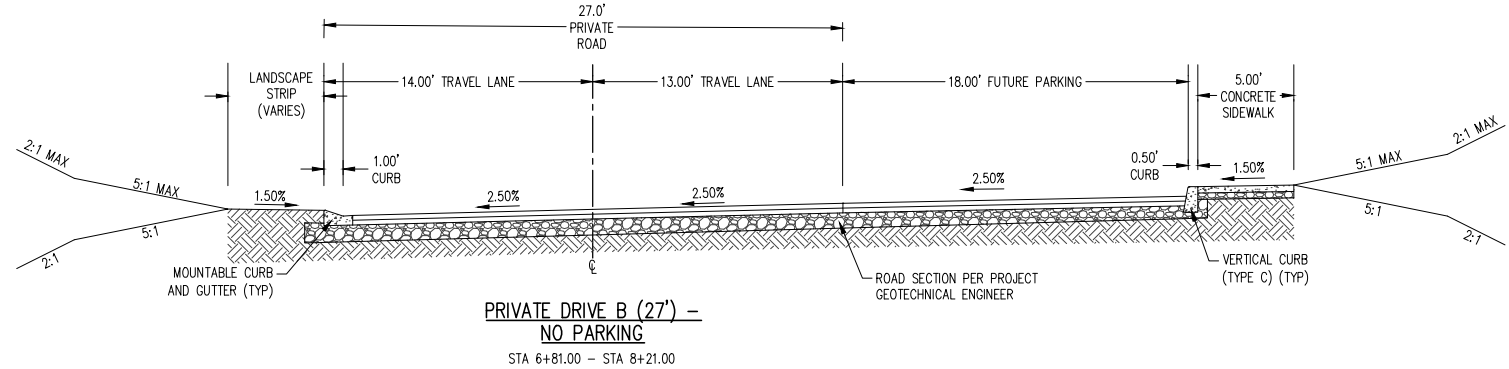 27.0'
PRIVATE
ROAD
LANDSCAPE
STRIP
(VARIES)
14.00' TRAVEL LANE
13.00' TRAVEL LANE
18.00' FUTURE PARKING
5.00'
CONCRETE
SIDEWALK
2:1 MAX
5:1 MAX
5:1
2:1
1.50%
1.00'
CURB
2.50%
2.50%
2.50%
0.50'
CURB
1.50%
2:1 MAX
5:1 MAX
5:1
2:1
MOUNTABLE CURB
AND GUTTER (TYP)
℄
ROAD SECTION PER PROJECT
GEOTECHNICAL ENGINEER
VERTICAL CURB
(TYPE C) (TYP)
PRIVATE DRIVE B (27') –
NO PARKING
STA 6+81.00 – STA 8+21.00